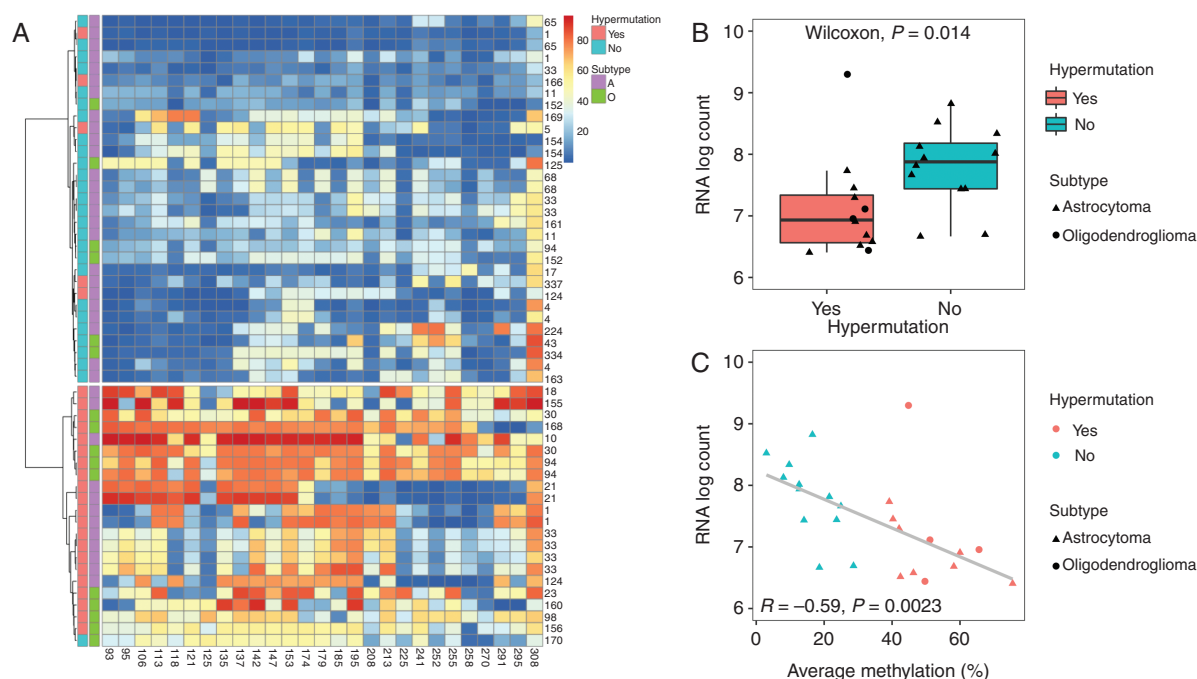 A
Hypermutation
Yes
No
Subtype
A
O
80
60
40
20
65
1
65
1
33
166
11
152
169
5
154
154
125
68
68
33
33
161
11
94
152
17
337
124
4
4
224
43
334
4
163
18
155
30
168
10
30
94
94
21
21
1
1
33
33
33
33
124
23
160
98
156
170
93 95 106 113 118 121 125 135 137 142 147 153 174 179 185 195 208 213 225 241 252 255 258 270 291 295 308
B
Wilcoxon, P = 0.014
RNA log count
10
9
8
7
6
Yes No
Hypermutation
Hypermutation
Yes
No
Subtype
Astrocytoma
Oligodendroglioma
C
RNA log count
10
9
8
7
6
R = −0.59, P = 0.0023
0 20 40 60
Average methylation (%)
Hypermutation
Yes
No
Subtype
Astrocytoma
Oligodendroglioma